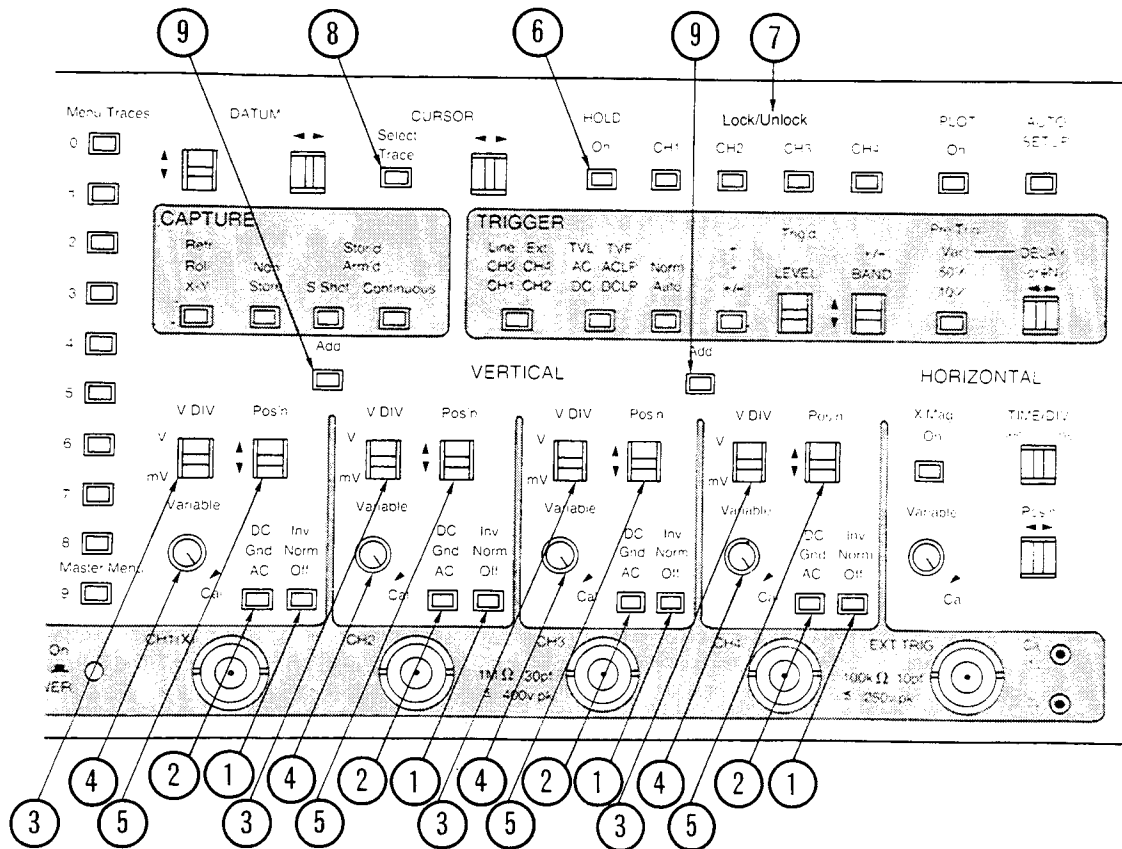 9 8 6 9 7
Menu Traces DATUM CURSOR HOLD Lock/Unlock PLOT AUTO
Select Trace On CH1 CH2 CH3 CH4 On SETUP
0
1
2
3
4
5
6
7
8
Master Menu
9
CAPTURE
Refr
Roll
X-Y
Non
Store
Stor'd
Arm'd
S Shot Continuous
TRIGGER
Line Ext TVL TVF
CH3 CH4 AC ACLF Norm
CH1 CH2 DC DCLP Auto
+
+/-
Trig'd
LEVEL
+/-
BAND
Pre Trig
Var
50%
10%
DELAY
Add VERTICAL Add HORIZONTAL
V DIV Pos'n V DIV Pos'n V DIV Pos'n V DIV Pos'n X Mag TIME/DIV
V V V V On
mV mV mV mV
Variable Variable Variable Variable Variable Pos'n
DC Inv DC Inv DC Inv DC Inv
Gnd Norm Gnd Norm Gnd Norm Gnd Norm
AC Off AC Off AC Off AC Off
Cal Cal Cal Cal Cal
On CH1(X) CH2 CH3 CH4 EXT TRIG
1M Ω 30pf
≤ 400v pk
100k Ω 10pf
≤ 250v pk
4 2 1 4 2 1 4 2 1 4 2 1
3 5 3 5 3 5 3 5